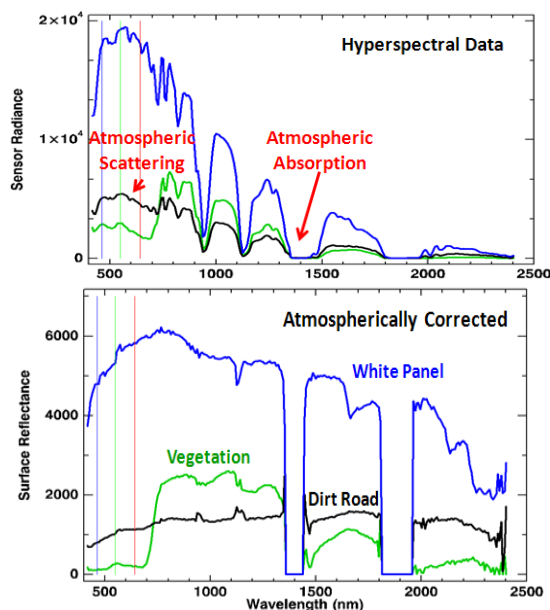 2×10⁴
Hyperspectral Data
Sensor Radiance
1×10⁴
Atmospheric
Scattering
Atmospheric
Absorption
0
500 1000 1500 2000 2500
Atmospherically Corrected
6000
White Panel
Surface Reflectance
4000
Vegetation
2000
Dirt Road
0
500 1000 1500 2000 2500
Wavelength (nm)